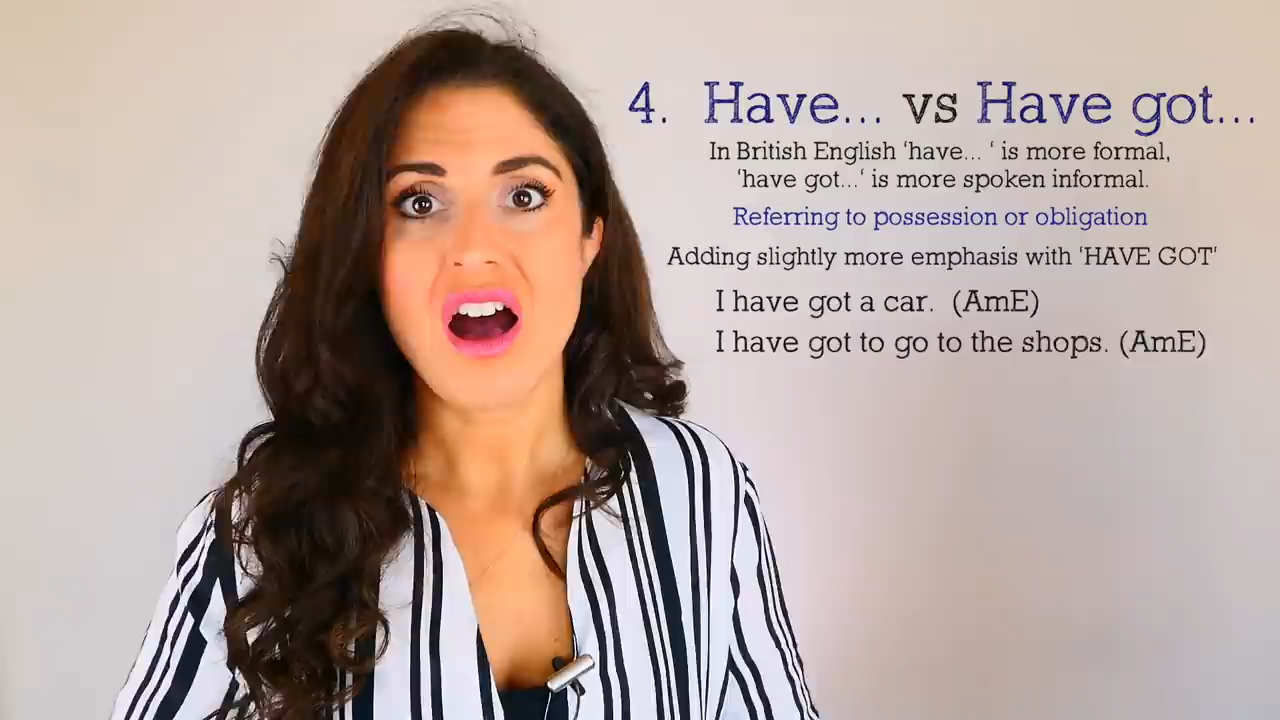 4. Have... vs Have got...
In British English 'have... ' is more formal,
'have got...' is more spoken informal.
Referring to possession or obligation
Adding slightly more emphasis with 'HAVE GOT'
I have got a car. (AmE)
I have got to go to the shops. (AmE)